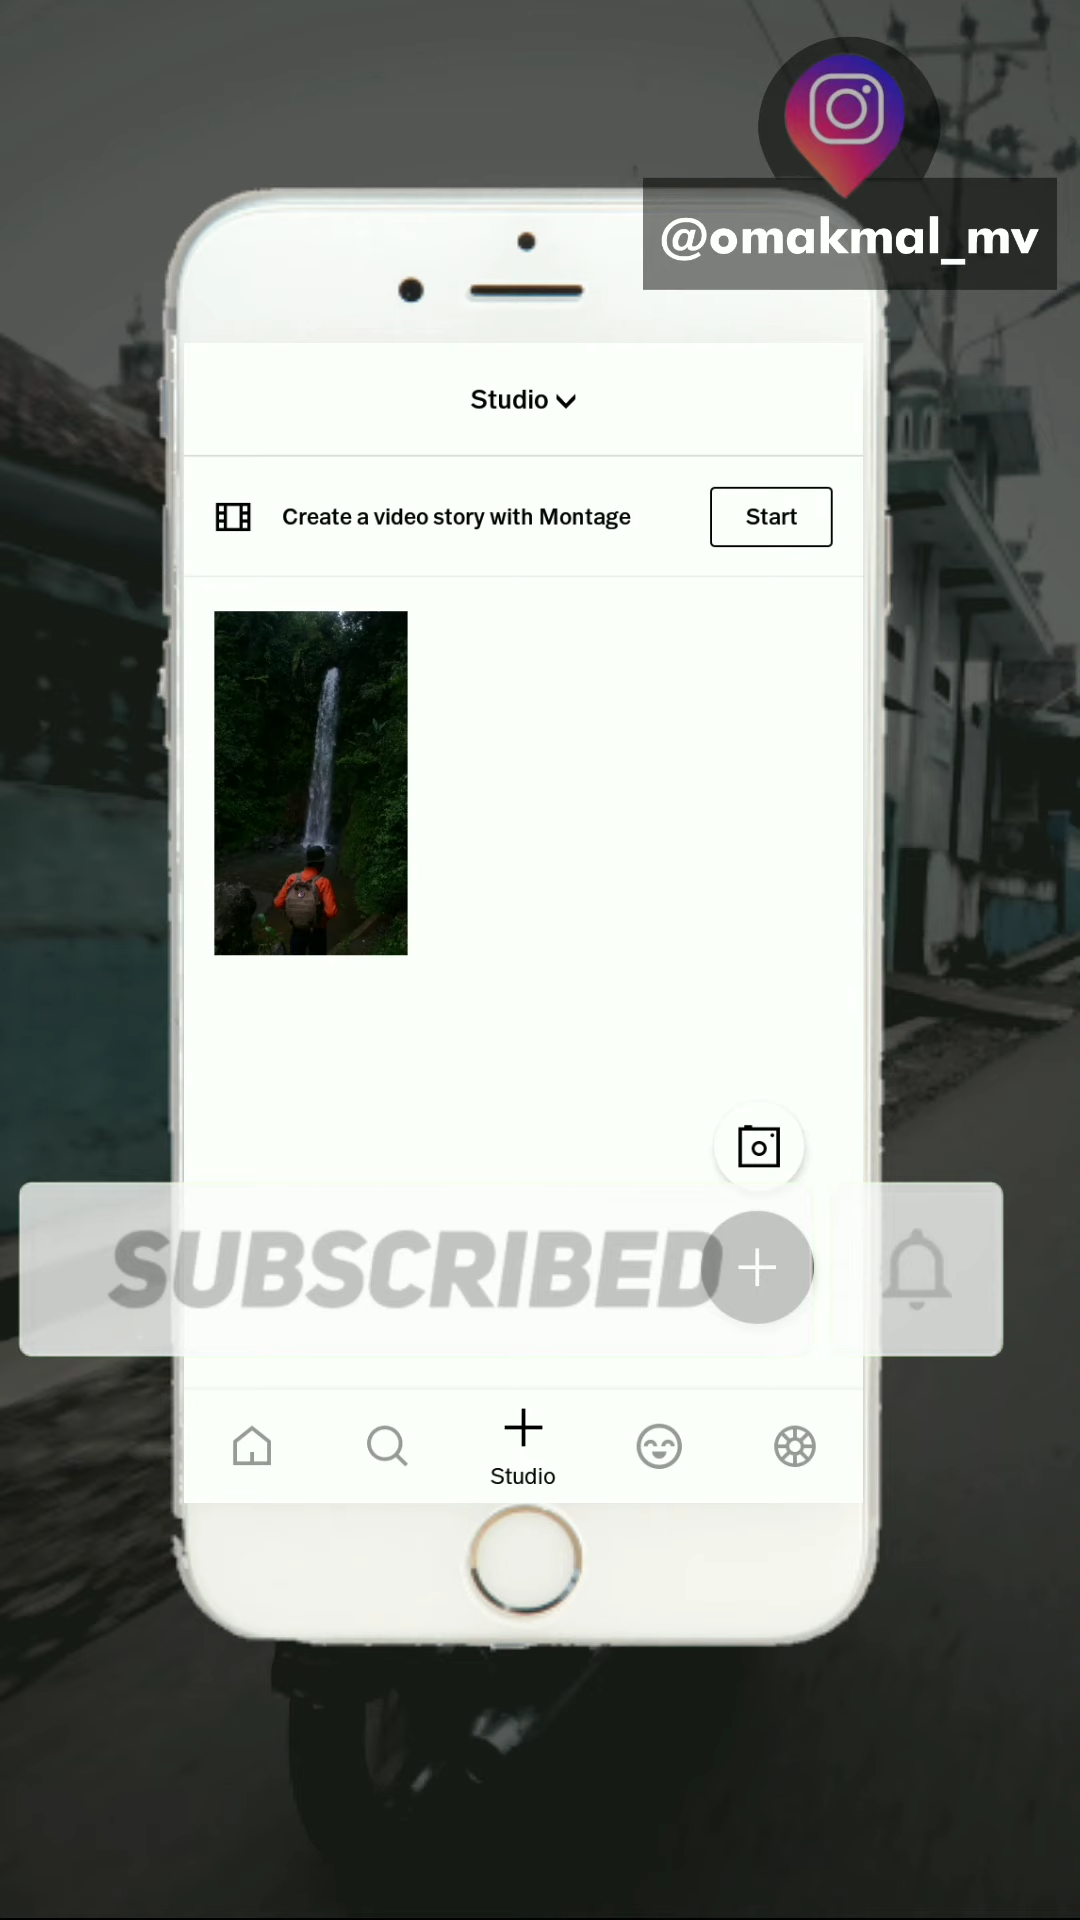 @omakmal_mv
Studio
Create a video story with Montage
Start
SUBSCRIBED
Studio